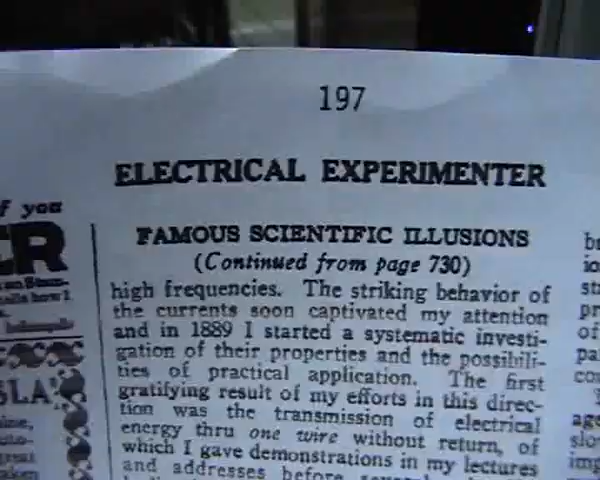 197
ELECTRICAL EXPERIMENTER
f you
ER
FAMOUS SCIENTIFIC ILLUSIONS
(Continued from page 730)
high frequencies. The striking behavior of
the currents soon captivated my attention
and in 1889 I started a systematic investi-
gation of their properties and the possibili-
ties of practical application. The first
gratifying result of my efforts in this direc-
tion was the transmission of electrical
energy thru one wire without return, of
which I gave demonstrations in my lectures
and addresses before
SLA